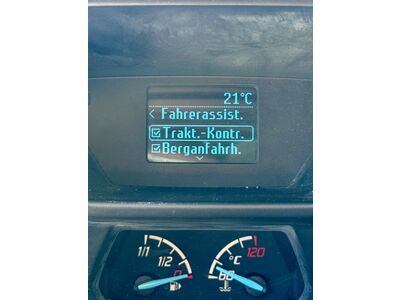 21°C
< Fahrerassist.
Trakt.-Kontr.
Berganfahrh.
1/1
1/2
0
°C
60
120